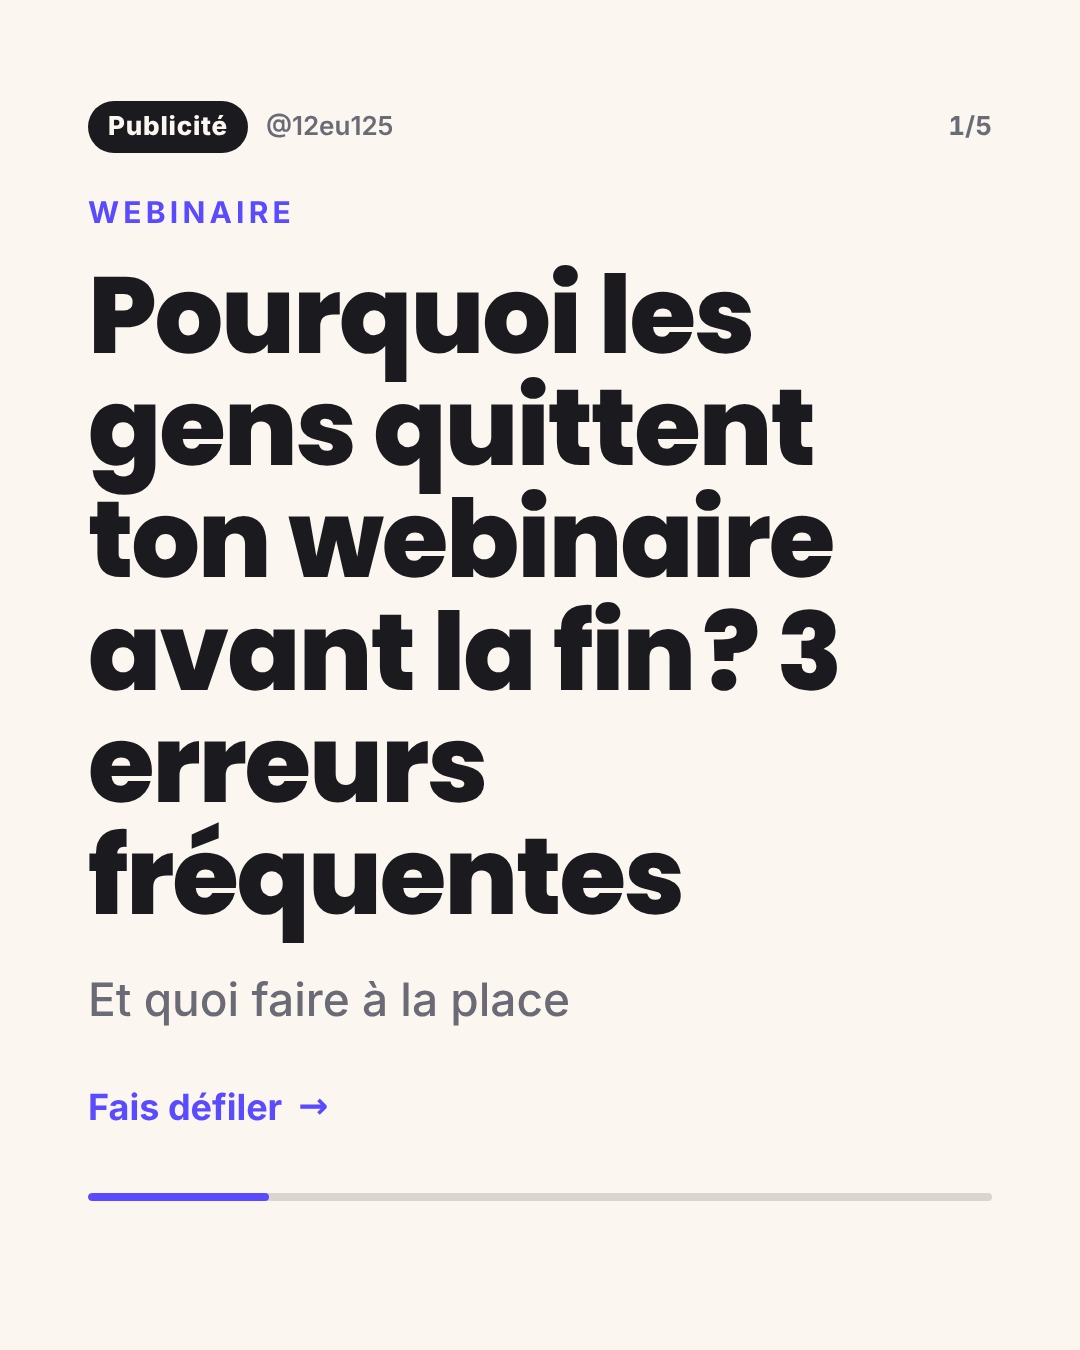 Publicité @12eu125 1/5
WEBINAIRE
Pourquoi les
gens quittent
ton webinaire
avant la fin ? 3
erreurs
fréquentes
Et quoi faire à la place
Fais défiler →